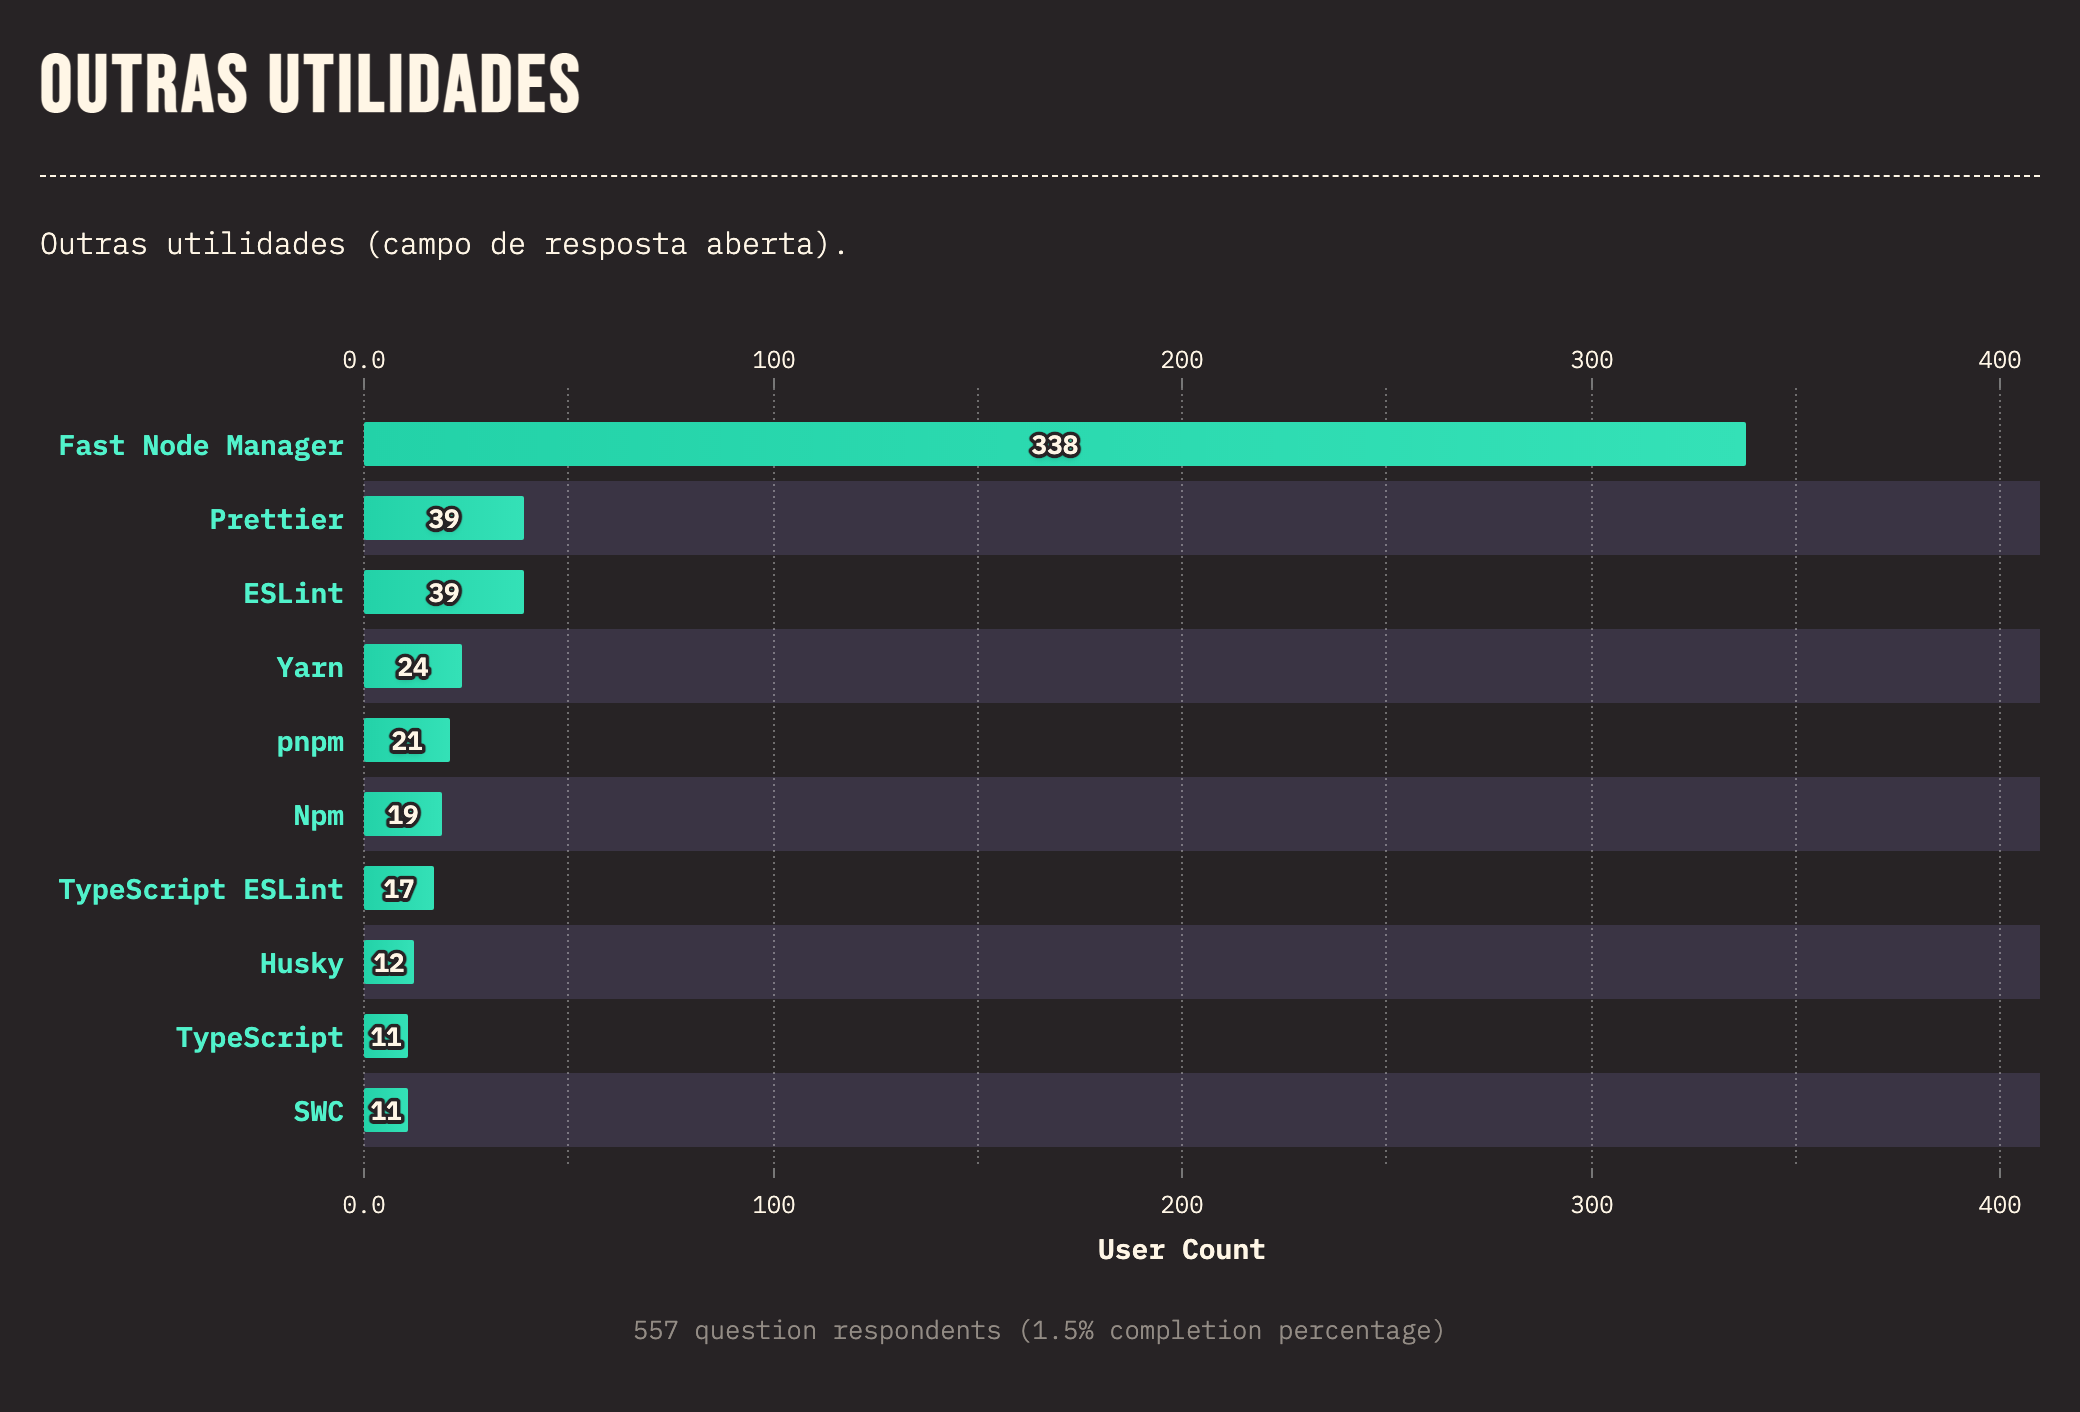 OUTRAS UTILIDADES
Outras utilidades (campo de resposta aberta).
0.0 100 200 300 400
Fast Node Manager 338
Prettier 39
ESLint 39
Yarn 24
pnpm 21
Npm 19
TypeScript ESLint 17
Husky 12
TypeScript 11
SWC 11
0.0 100 200 300 400
User Count
557 question respondents (1.5% completion percentage)